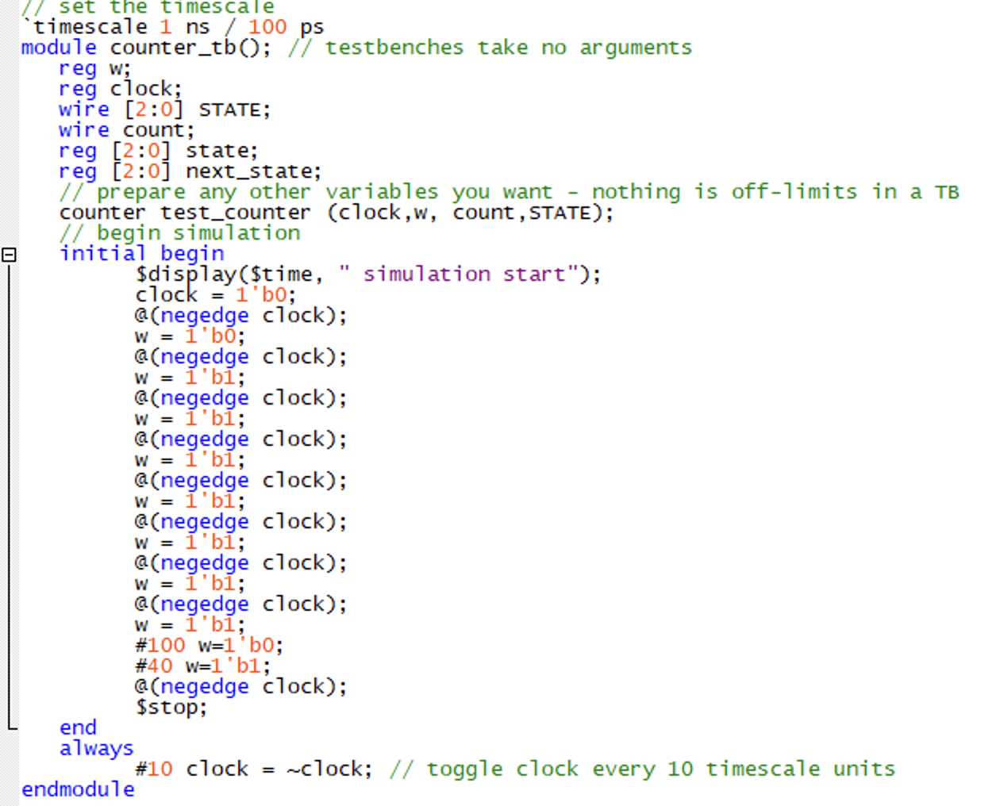 // set the timescale
`timescale 1 ns / 100 ps
module counter_tb(); // testbenches take no arguments
reg w;
reg clock;
wire [2:0] STATE;
wire count;
reg [2:0] state;
reg [2:0] next_state;
// prepare any other variables you want - nothing is off-limits in a TB
counter test_counter (clock,w, count,STATE);
// begin simulation
initial begin
$display($time, " simulation start");
clock = 1'b0;
@(negedge clock);
w = 1'b0;
@(negedge clock);
w = 1'b1;
@(negedge clock);
w = 1'b1;
@(negedge clock);
w = 1'b1;
@(negedge clock);
w = 1'b1;
@(negedge clock);
w = 1'b1;
@(negedge clock);
w = 1'b1;
@(negedge clock);
w = 1'b1;
#100 w=1'b0;
#40 w=1'b1;
@(negedge clock);
$stop;
end
always
#10 clock = ~clock; // toggle clock every 10 timescale units
endmodule